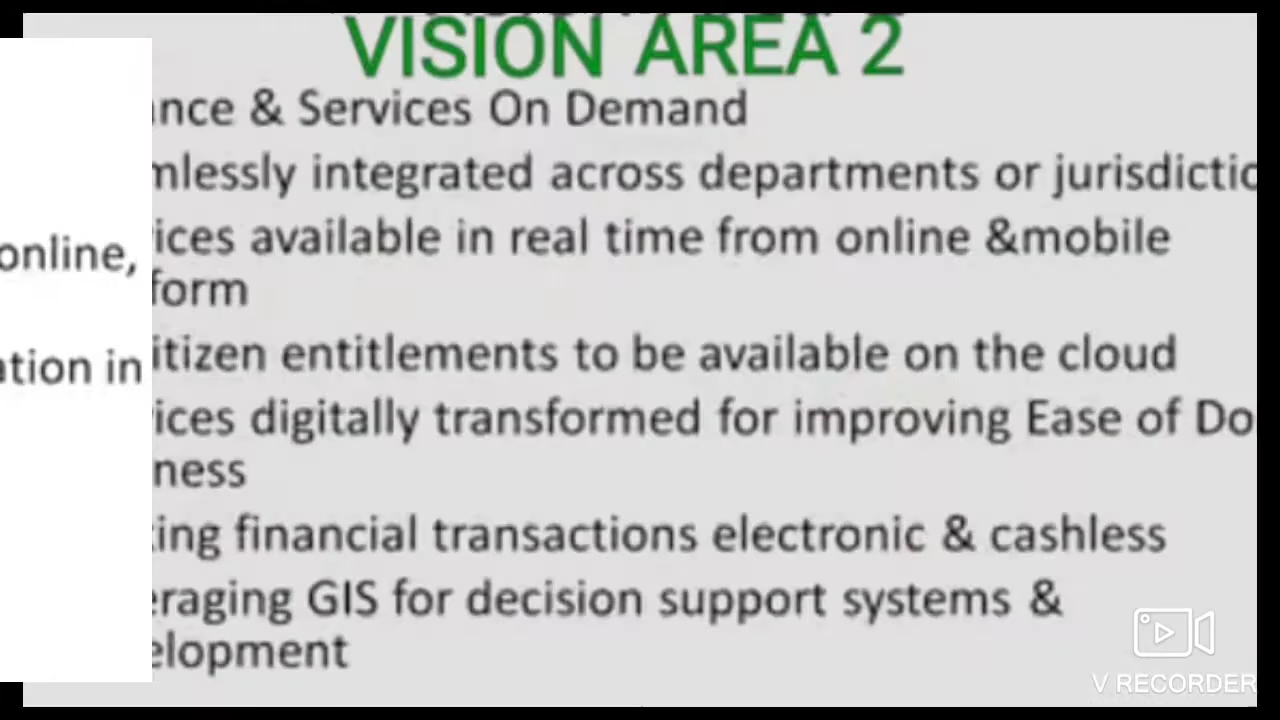 VISION AREA 2
ance & Services On Demand
mlessly integrated across departments or jurisdictio
online,
ices available in real time from online &mobile
form
ation in
itizen entitlements to be available on the cloud
ices digitally transformed for improving Ease of Do
ness
ing financial transactions electronic & cashless
eraging GIS for decision support systems &
elopment
V RECORDER